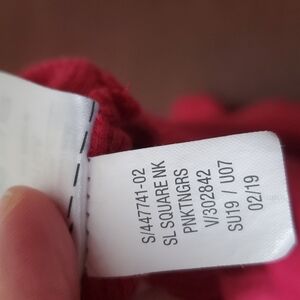 S/447741-02
SL SQUARE NK
PNKTNGRS
V/302842
SU19 / U07
02/19